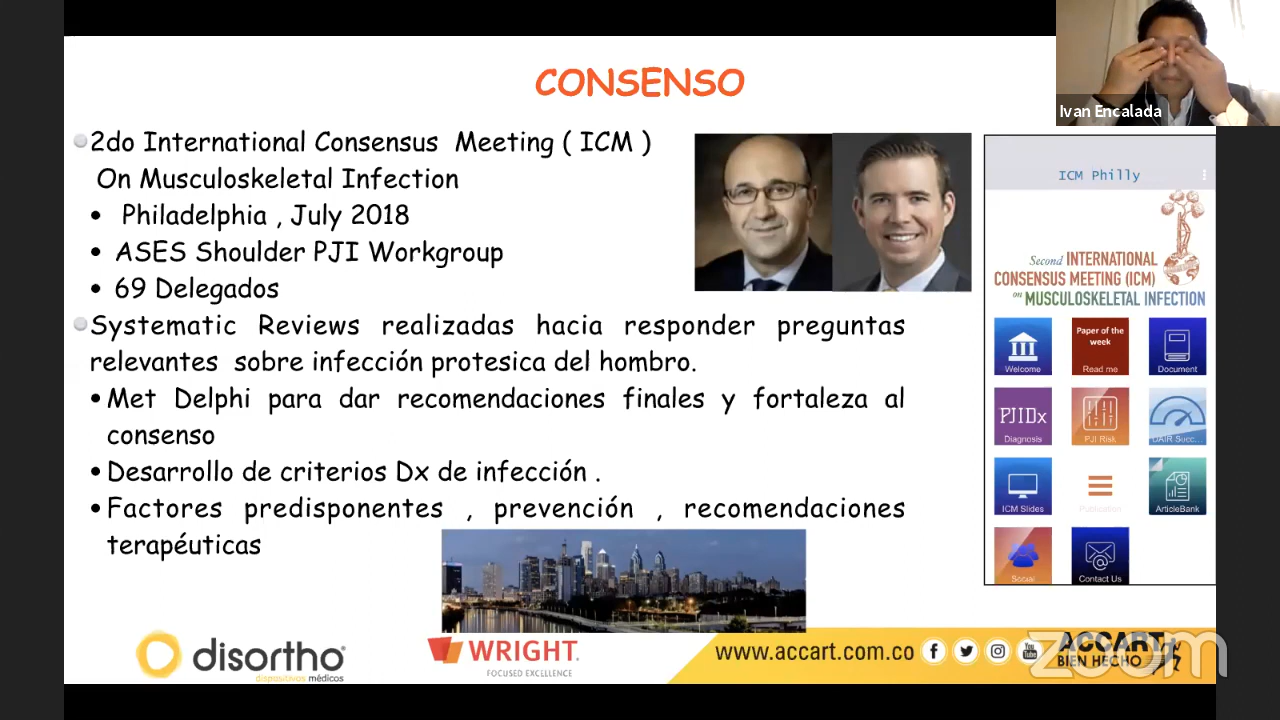 CONSENSO
Ivan Encalada
2do International Consensus Meeting ( ICM )
On Musculoskeletal Infection
• Philadelphia , July 2018
• ASES Shoulder PJI Workgroup
• 69 Delegados
Systematic Reviews realizadas hacia responder preguntas
relevantes sobre infección protesica del hombro.
• Met Delphi para dar recomendaciones finales y fortaleza al
consenso
• Desarrollo de criterios Dx de infección .
• Factores predisponentes , prevención , recomendaciones
terapéuticas
ICM Philly
Second INTERNATIONAL
CONSENSUS MEETING (ICM)
on MUSCULOSKELETAL INFECTION
Welcome
Paper of the
week
Read me
Document
PJIDx
Diagnosis
PJI Risk
DAIR Succ...
ICM Slides
Publication
ArticleBank
Social
Contact Us
disortho
dispositivos médicos
WRIGHT.
FOCUSED EXCELLENCE
www.accart.com.co
You
Tube
ACCART
BIEN HECHO
zoom